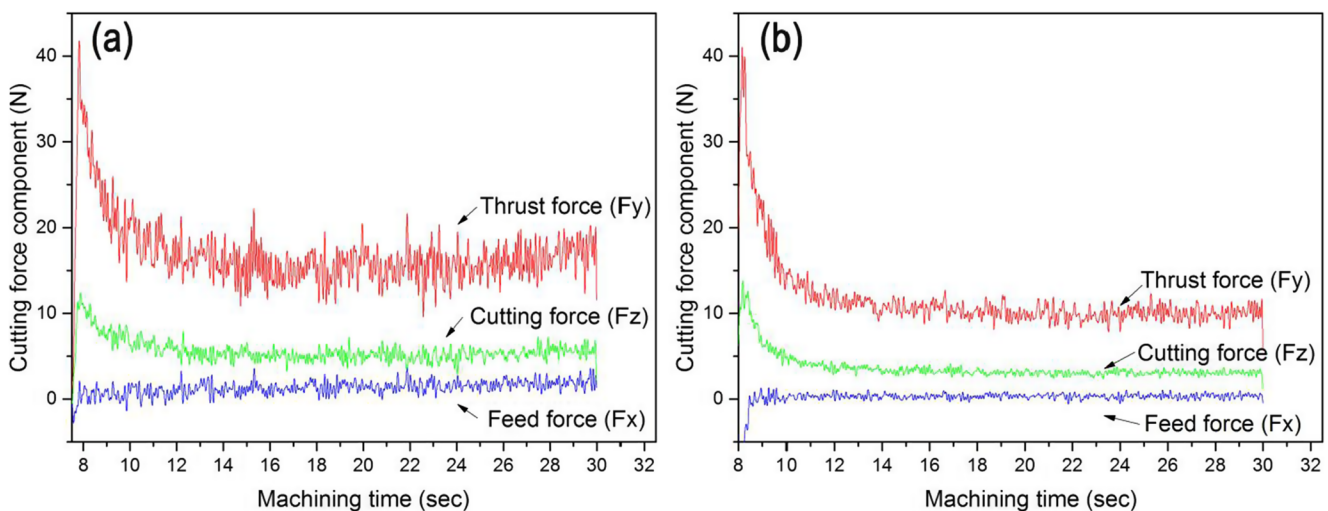 (a)
Cutting force component (N)
40
30
20
10
0
Thrust force (Fy)
Cutting force (Fz)
Feed force (Fx)
8 10 12 14 16 18 20 22 24 26 28 30 32
Machining time (sec)
(b)
Cutting force component (N)
40
30
20
10
0
Thrust force (Fy)
Cutting force (Fz)
Feed force (Fx)
8 10 12 14 16 18 20 22 24 26 28 30 32
Machining time (sec)